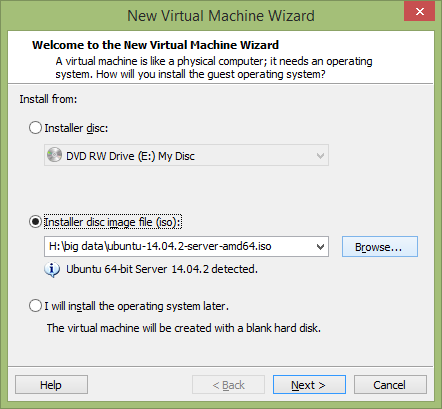 New Virtual Machine Wizard
Welcome to the New Virtual Machine Wizard
A virtual machine is like a physical computer; it needs an operating
system. How will you install the guest operating system?
Install from:
Installer disc:
DVD RW Drive (E:) My Disc
Installer disc image file (iso):
H:\big data\ubuntu-14.04.2-server-amd64.iso
Browse...
Ubuntu 64-bit Server 14.04.2 detected.
I will install the operating system later.
The virtual machine will be created with a blank hard disk.
Help
< Back
Next >
Cancel